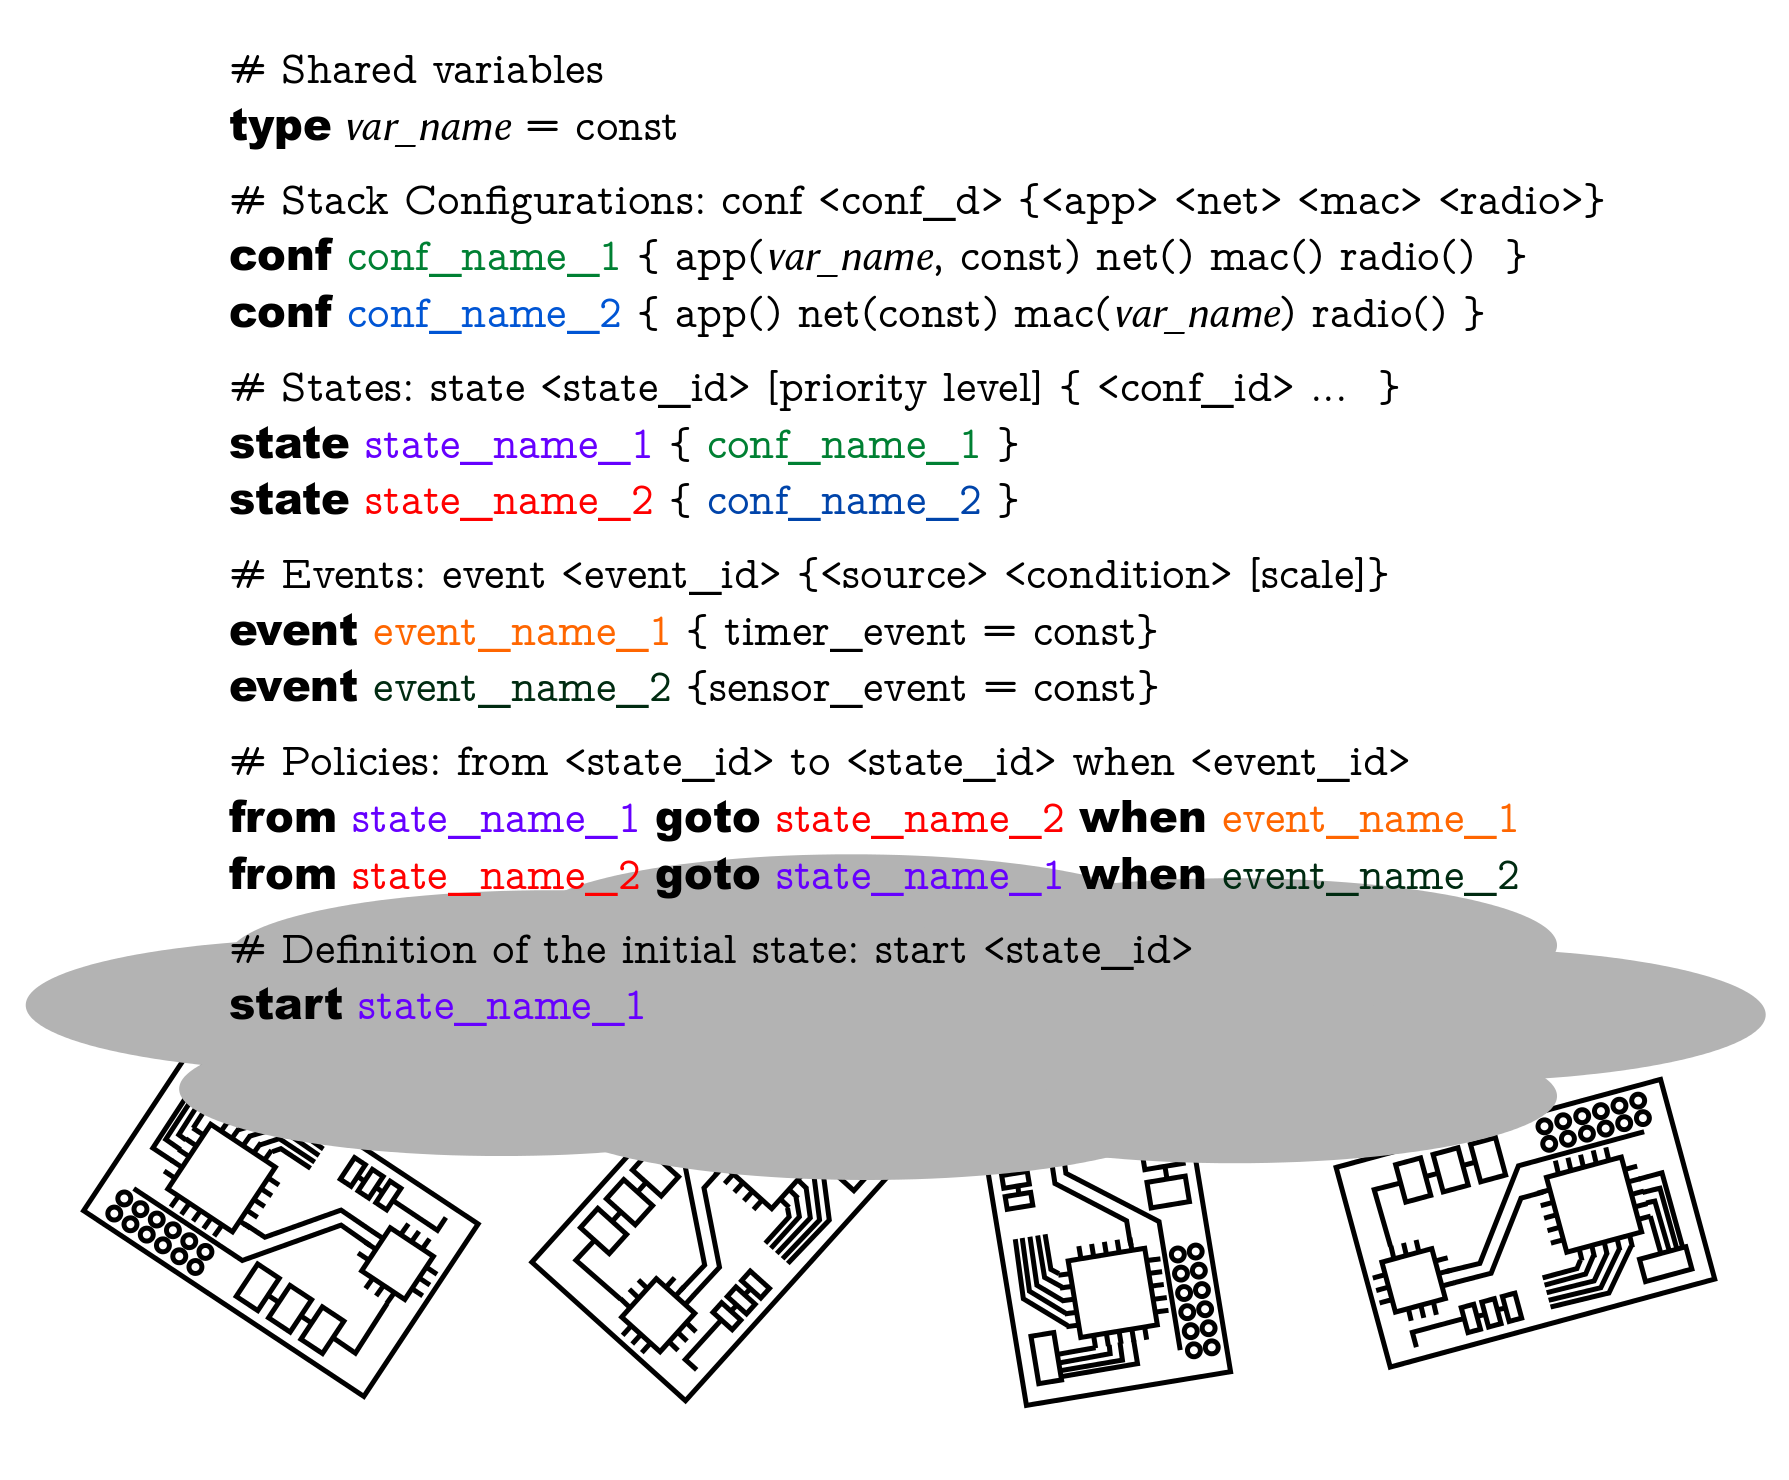 # Shared variables
type var_name = const
# Stack Configurations: conf <conf_d> {<app> <net> <mac> <radio>}
conf conf_name_1 { app(var_name, const) net() mac() radio() }
conf conf_name_2 { app() net(const) mac(var_name) radio() }
# States: state <state_id> [priority level] { <conf_id> ... }
state state_name_1 { conf_name_1 }
state state_name_2 { conf_name_2 }
# Events: event <event_id> {<source> <condition> [scale]}
event event_name_1 { timer_event = const}
event event_name_2 {sensor_event = const}
# Policies: from <state_id> to <state_id> when <event_id>
from state_name_1 goto state_name_2 when event_name_1
from state_name_2 goto state_name_1 when event_name_2
# Definition of the initial state: start <state_id>
start state_name_1